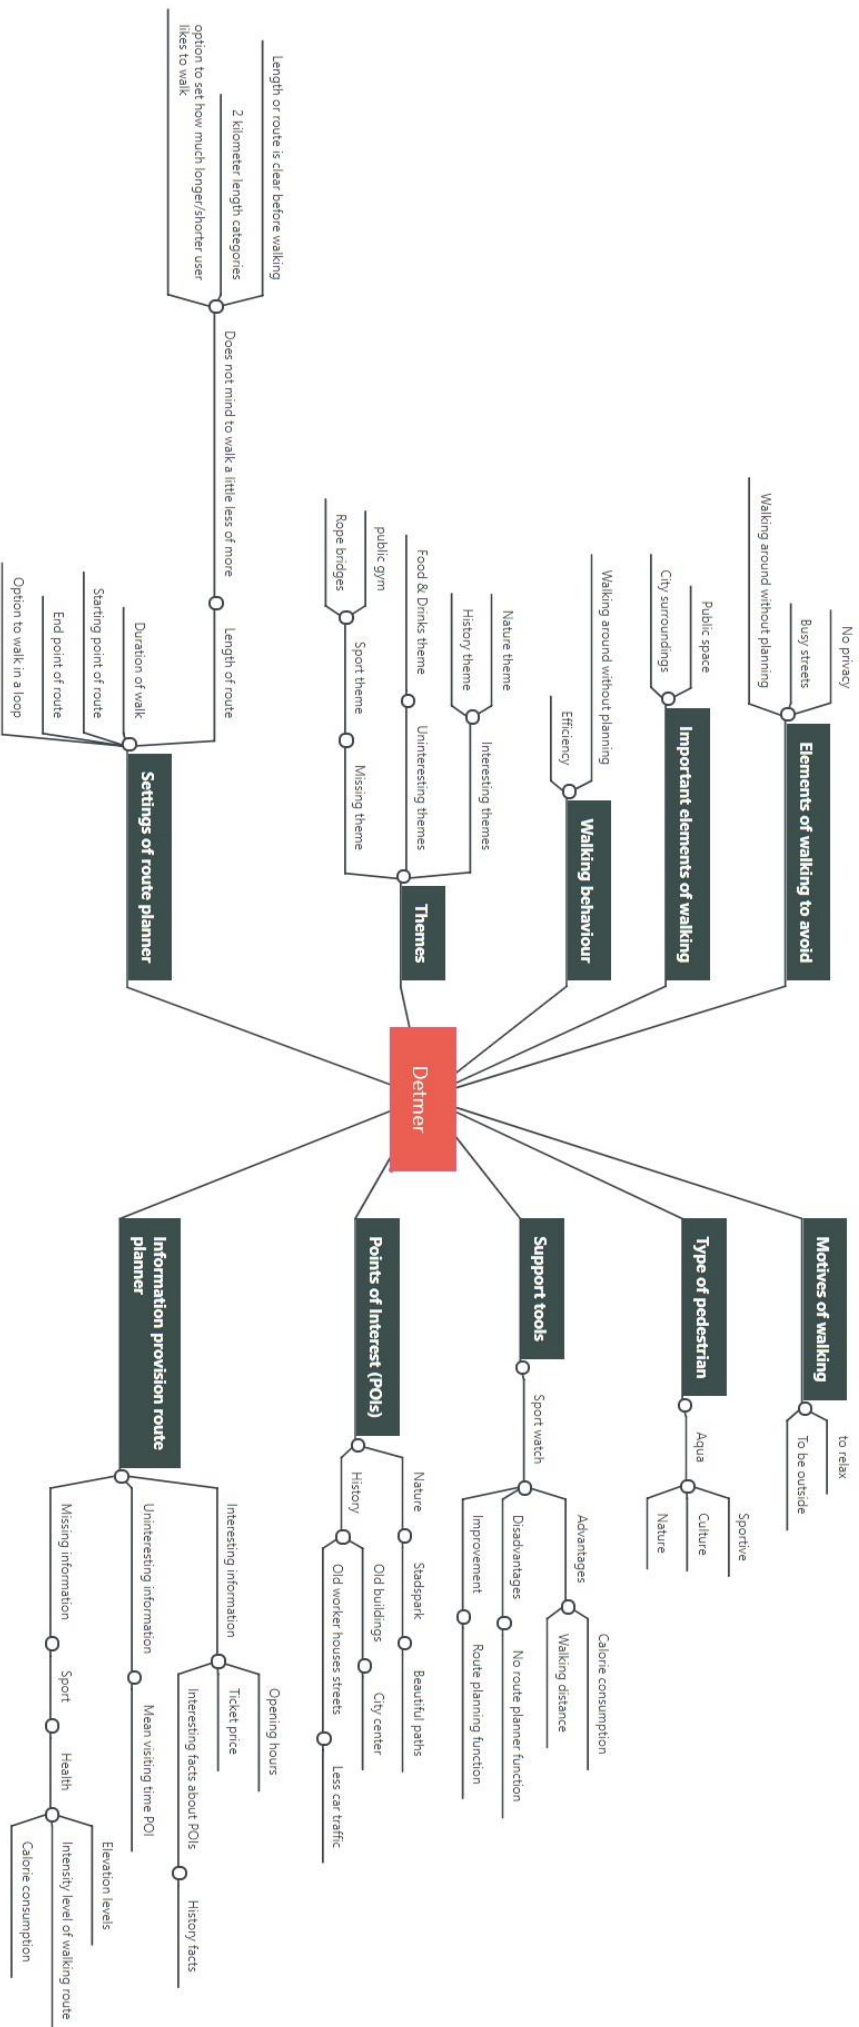 Detmer
Elements of walking to avoid
No privacy
Busy streets
Walking around without planning
Important elements of walking
Public space
City surroundings
Walking behaviour
Walking around without planning
Efficiency
Themes
Interesting themes
Nature theme
History theme
Uninteresting themes
Food & Drinks theme
Missing theme
Sport theme
public gym
Rope bridges
Settings of route planner
Length of route
Does not mind to walk a little less of more
Length or route is clear before walking
2 kilometer length categories
option to set how much longer/shorter user
likes to walk
Duration of walk
Starting point of route
End point of route
Option to walk in a loop
Motives of walking
to relax
To be outside
Type of pedestrian
Aqua
Sportive
Culture
Nature
Support tools
Sport watch
Advantages
Calorie consumption
Walking distance
Disadvantages
No route planner function
Improvement
Route planning function
Points of Interest (POIs)
Nature
Stadspark
Beautiful paths
History
Old buildings
City center
Old worker houses streets
Less car traffic
Information provision route
planner
Interesting information
Opening hours
Ticket price
Interesting facts about POIs
History facts
Uninteresting information
Mean visiting time POI
Missing information
Sport
Health
Elevation levels
Intensity level of walking route
Calorie consumption